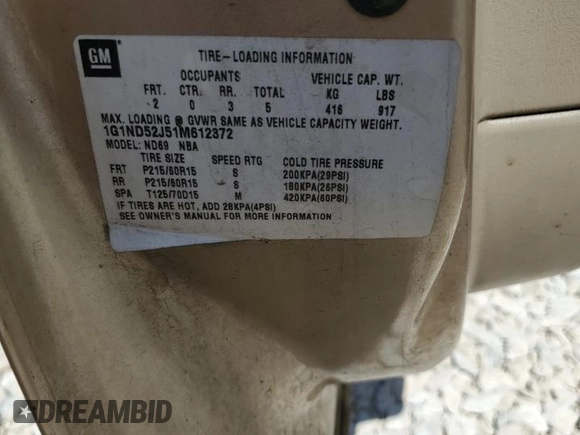 GM
TIRE-LOADING INFORMATION
OCCUPANTS VEHICLE CAP. WT.
FRT. CTR. RR. TOTAL KG LBS
2 0 3 5 416 917
MAX. LOADING @ GVWR SAME AS VEHICLE CAPACITY WEIGHT.
1G1ND52J51M612372
MODEL: ND69 NBA
TIRE SIZE SPEED RTG COLD TIRE PRESSURE
FRT P215/60R15 S 200KPA(29PSI)
RR P215/60R15 S 180KPA(26PSI)
SPA T125/70D15 M 420KPA(60PSI)
IF TIRES ARE HOT, ADD 28KPA(4PSI)
SEE OWNER'S MANUAL FOR MORE INFORMATION
DREAMBID